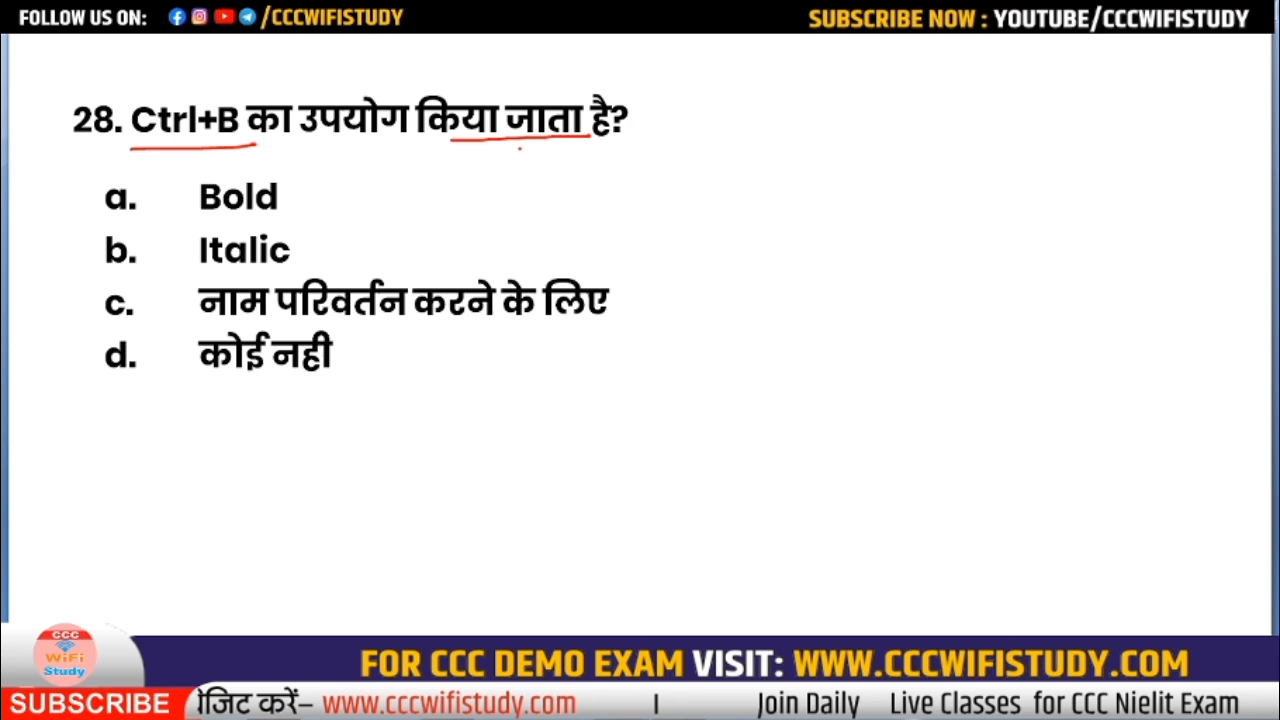 FOLLOW US ON: /CCCWIFISTUDY
SUBSCRIBE NOW : YOUTUBE/CCCWIFISTUDY
28. Ctrl+B का उपयोग किया जाता है?
a. Bold
b. Italic
c. नाम परिवर्तन करने के लिए
d. कोई नही
CCC
WiFi
Study
FOR CCC DEMO EXAM VISIT: WWW.CCCWIFISTUDY.COM
SUBSCRIBE
करें– www.cccwifistudy.com | Join Daily Live Classes for CCC Nielit Exam